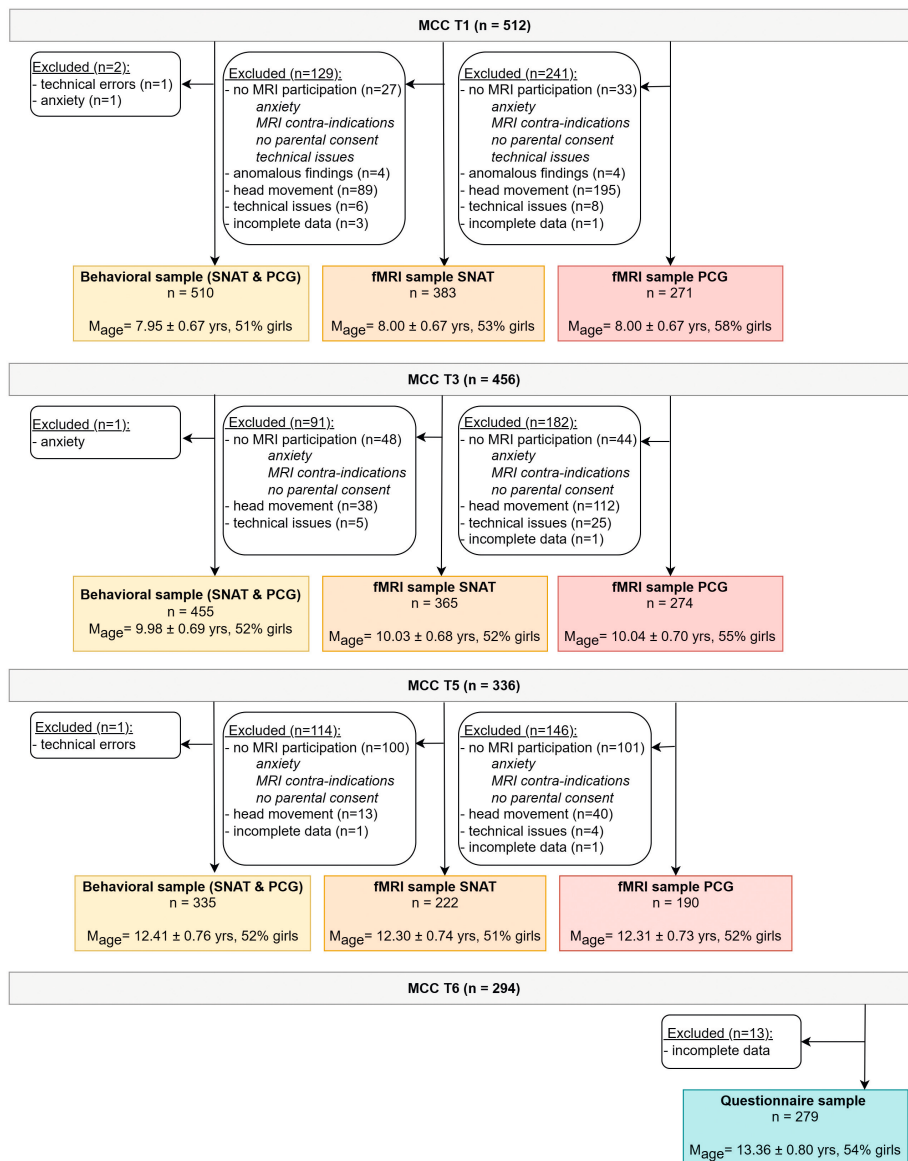 MCC T1 (n = 512)
Excluded (n=2):
- technical errors (n=1)
- anxiety (n=1)
Excluded (n=129):
- no MRI participation (n=27)
anxiety
MRI contra-indications
no parental consent
technical issues
- anomalous findings (n=4)
- head movement (n=89)
- technical issues (n=6)
- incomplete data (n=3)
Excluded (n=241):
- no MRI participation (n=33)
anxiety
MRI contra-indications
no parental consent
technical issues
- anomalous findings (n=4)
- head movement (n=195)
- technical issues (n=8)
- incomplete data (n=1)
Behavioral sample (SNAT & PCG)
n = 510
Mage= 7.95 ± 0.67 yrs, 51% girls
fMRI sample SNAT
n = 383
Mage= 8.00 ± 0.67 yrs, 53% girls
fMRI sample PCG
n = 271
Mage= 8.00 ± 0.67 yrs, 58% girls
MCC T3 (n = 456)
Excluded (n=1):
- anxiety
Excluded (n=91):
- no MRI participation (n=48)
anxiety
MRI contra-indications
no parental consent
- head movement (n=38)
- technical issues (n=5)
Excluded (n=182):
- no MRI participation (n=44)
anxiety
MRI contra-indications
no parental consent
- head movement (n=112)
- technical issues (n=25)
- incomplete data (n=1)
Behavioral sample (SNAT & PCG)
n = 455
Mage= 9.98 ± 0.69 yrs, 52% girls
fMRI sample SNAT
n = 365
Mage= 10.03 ± 0.68 yrs, 52% girls
fMRI sample PCG
n = 274
Mage= 10.04 ± 0.70 yrs, 55% girls
MCC T5 (n = 336)
Excluded (n=1):
- technical errors
Excluded (n=114):
- no MRI participation (n=100)
anxiety
MRI contra-indications
no parental consent
- head movement (n=13)
- incomplete data (n=1)
Excluded (n=146):
- no MRI participation (n=101)
anxiety
MRI contra-indications
no parental consent
- head movement (n=40)
- technical issues (n=4)
- incomplete data (n=1)
Behavioral sample (SNAT & PCG)
n = 335
Mage= 12.41 ± 0.76 yrs, 52% girls
fMRI sample SNAT
n = 222
Mage= 12.30 ± 0.74 yrs, 51% girls
fMRI sample PCG
n = 190
Mage= 12.31 ± 0.73 yrs, 52% girls
MCC T6 (n = 294)
Excluded (n=13):
- incomplete data
Questionnaire sample
n = 279
Mage= 13.36 ± 0.80 yrs, 54% girls